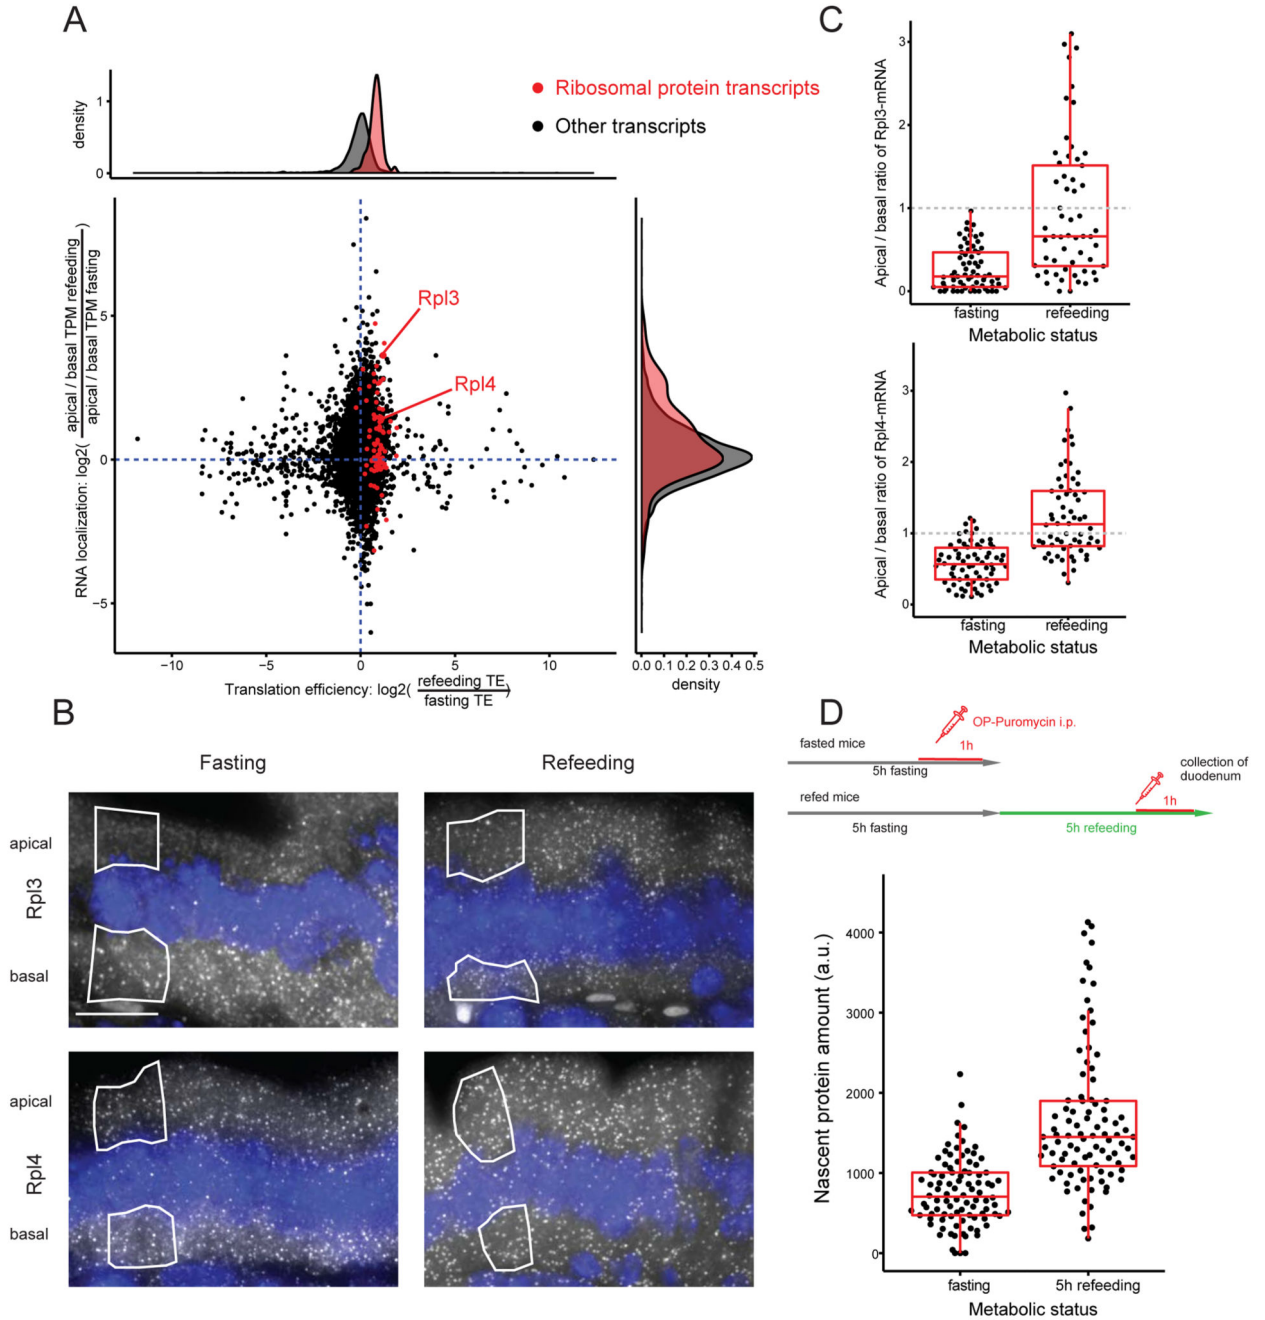 A
density
1
0
Ribosomal protein transcripts
Other transcripts
RNA localization: log2( apical / basal TPM refeeding
apical / basal TPM fasting )
5
0
−5
Rpl3
Rpl4
−10
−5
0
5
10
Translation efficiency: log2( refeeding TE
fasting TE )
0.0 0.1 0.2 0.3 0.4 0.5
density
C
Apical / basal ratio of Rpl3-mRNA
3
2
1
0
fasting
refeeding
Metabolic status
Apical / basal ratio of Rpl4-mRNA
3
2
1
0
fasting
refeeding
Metabolic status
B
Fasting
Refeeding
apical
Rpl3
basal
apical
Rpl4
basal
D
OP-Puromycin i.p.
fasted mice
1h
5h fasting
collection of
duodenum
refed mice
1h
5h fasting
5h refeeding
Nascent protein amount (a.u.)
4000
3000
2000
1000
0
fasting
5h refeeding
Metabolic status